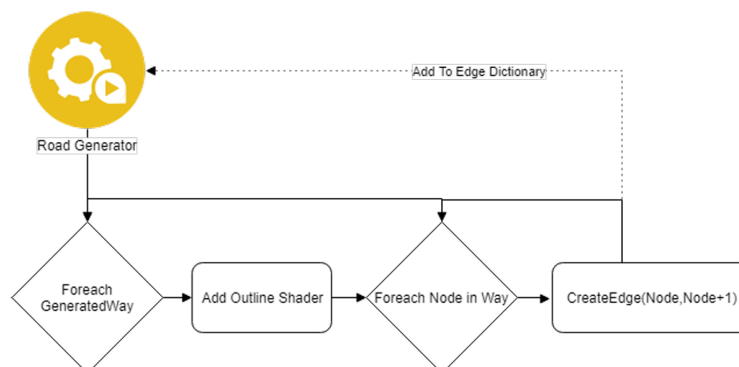 Add To Edge Dictionary
Road Generator
Foreach
GeneratedWay
Add Outline Shader
Foreach Node in Way
CreateEdge(Node,Node+1)